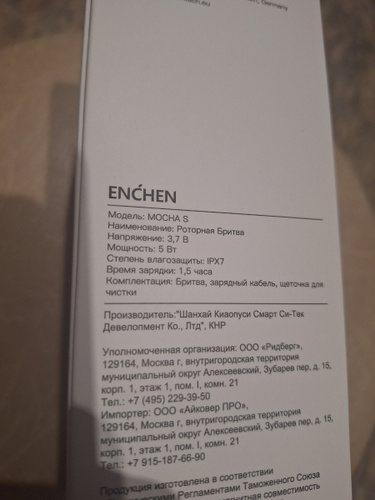 Germany
ENCHEN
Модель: MOCHA S
Наименование: Роторная Бритва
Напряжение: 3,7 В
Мощность: 5 Вт
Степень влагозащиты: IPX7
Время зарядки: 1,5 часа
Комплектация: Бритва, зарядный кабель, щеточка для
чистки
Производитель:"Шанхай Киаопуси Смарт Си-Тек
Девелопмент Ко., Лтд", КНР
Уполномоченная организация: ООО «Ридберг»,
129164, Москва г, внутригородская территория
муниципальный округ Алексеевский, Зубарев пер, д. 15,
корп. 1, этаж 1, пом. I, комн. 21
Тел.: +7 (495) 229-39-50
Импортер: ООО «Айковер ПРО»,
129164, Москва г, внутригородская территория
муниципальный округ Алексеевский, Зубарев пер, д. 15,
корп. 1, этаж 1, пом. I, комн. 21
Тел.: +7 915-187-66-90
Продукция изготовлена в соответствии
Регламентами Таможенного Союза
совместимость